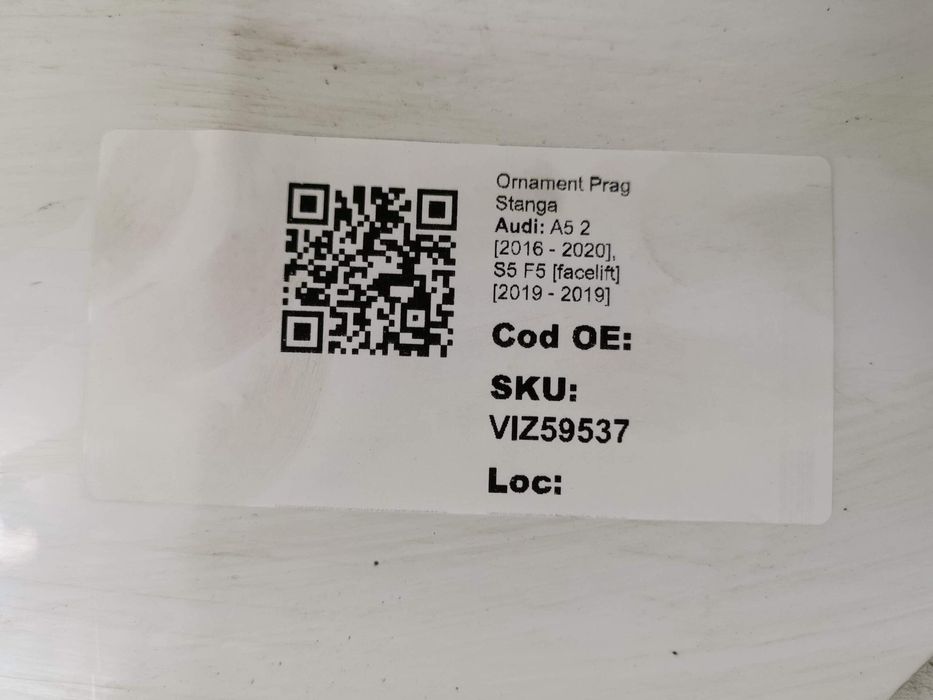 Ornament Prag
Stanga
Audi: A5 2
[2016 - 2020],
S5 F5 [facelift]
[2019 - 2019]
Cod OE:
SKU:
VIZ59537
Loc: